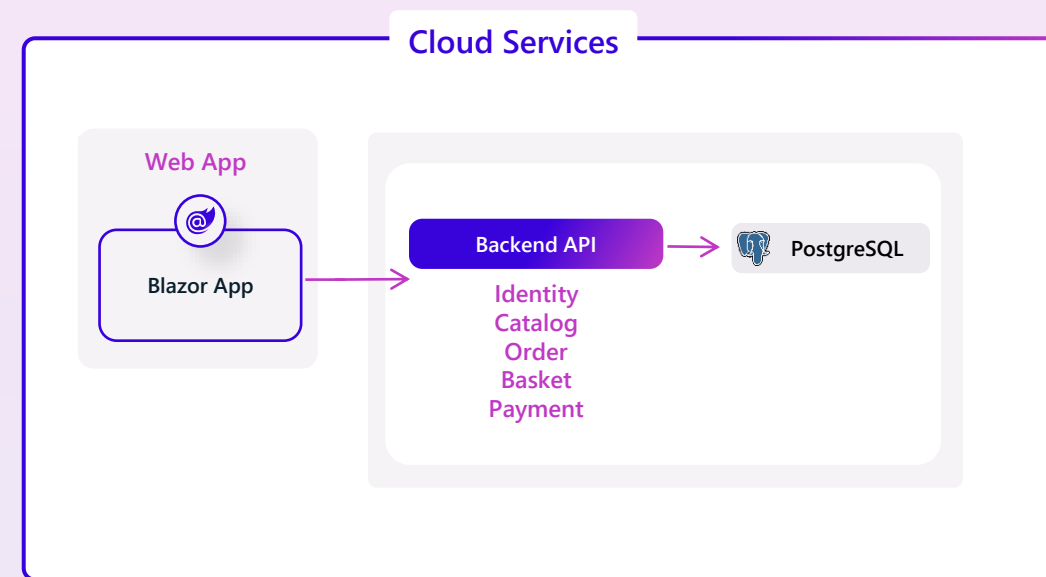 Cloud Services
Web App
@
Blazor App
Backend API
PostgreSQL
Identity
Catalog
Order
Basket
Payment